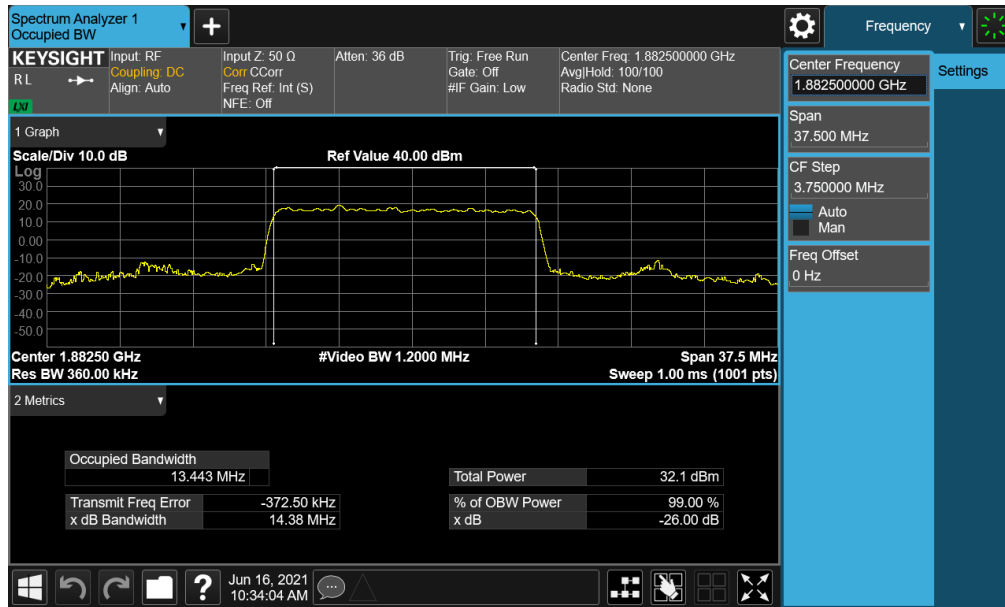 Spectrum Analyzer 1
Occupied BW
Frequency
KEYSIGHT
R L
LXI
Input: RF
Coupling: DC
Align: Auto
Input Z: 50 Ω
Corr CCorr
Freq Ref: Int (S)
NFE: Off
Atten: 36 dB
Trig: Free Run
Gate: Off
#IF Gain: Low
Center Freq: 1.882500000 GHz
Avg|Hold: 100/100
Radio Std: None
1 Graph
Scale/Div 10.0 dB
Ref Value 40.00 dBm
Log
30.0
20.0
10.0
0.00
-10.0
-20.0
-30.0
-40.0
-50.0
Center 1.88250 GHz
#Video BW 1.2000 MHz
Span 37.5 MHz
Res BW 360.00 kHz
Sweep 1.00 ms (1001 pts)
2 Metrics
Occupied Bandwidth
13.443 MHz
Total Power 32.1 dBm
Transmit Freq Error -372.50 kHz
% of OBW Power 99.00 %
x dB Bandwidth 14.38 MHz
x dB -26.00 dB
Center Frequency
1.882500000 GHz
Settings
Span
37.500 MHz
CF Step
3.750000 MHz
Auto
Man
Freq Offset
0 Hz
?
Jun 16, 2021
10:34:04 AM